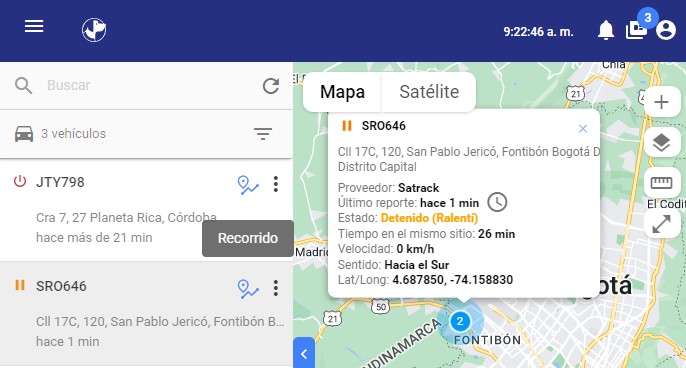 9:22:46 a. m.
3
Buscar
3 vehículos
JTY798
Cra 7, 27 Planeta Rica, Córdoba
hace más de 21 min
Recorrido
SRO646
Cll 17C, 120, San Pablo Jericó, Fontibón B...
hace 1 min
Mapa
Satélite
SRO646
Cll 17C, 120, San Pablo Jericó, Fontibón Bogotá D
Distrito Capital
Proveedor: Satrack
Último reporte: hace 1 min
Estado: Detenido (Ralentí)
Tiempo en el mismo sitio: 26 min
Velocidad: 0 km/h
Sentido: Hacia el Sur
Lat/Long: 4.687850, -74.158830
Chía
21
El Codit
Madri
50
21
otá
2
FONTIBÓN
NDINAMARCA